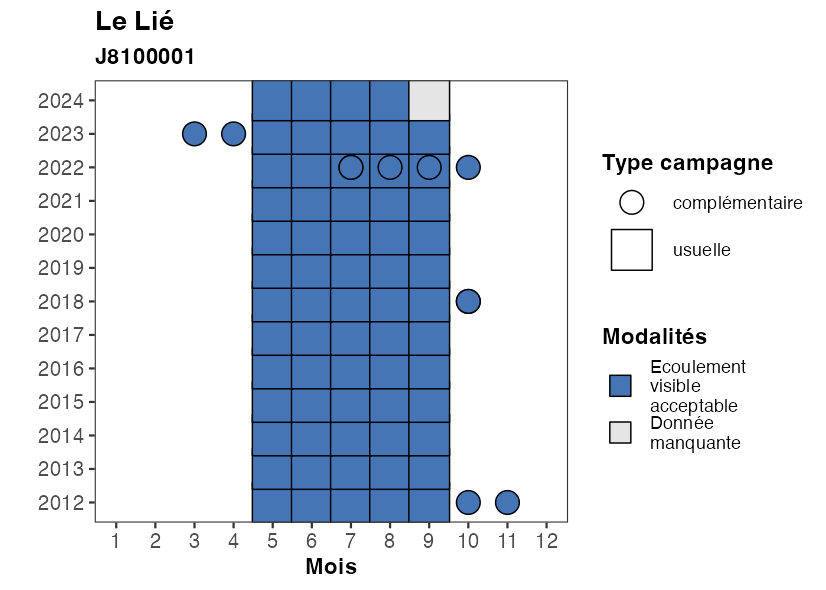 Le Lié
J8100001
2024
2023
2022
2021
2020
2019
2018
2017
2016
2015
2014
2013
2012
1 2 3 4 5 6 7 8 9 10 11 12
Mois
Type campagne
complémentaire
usuelle
Modalités
Ecoulement
visible
acceptable
Donnée
manquante